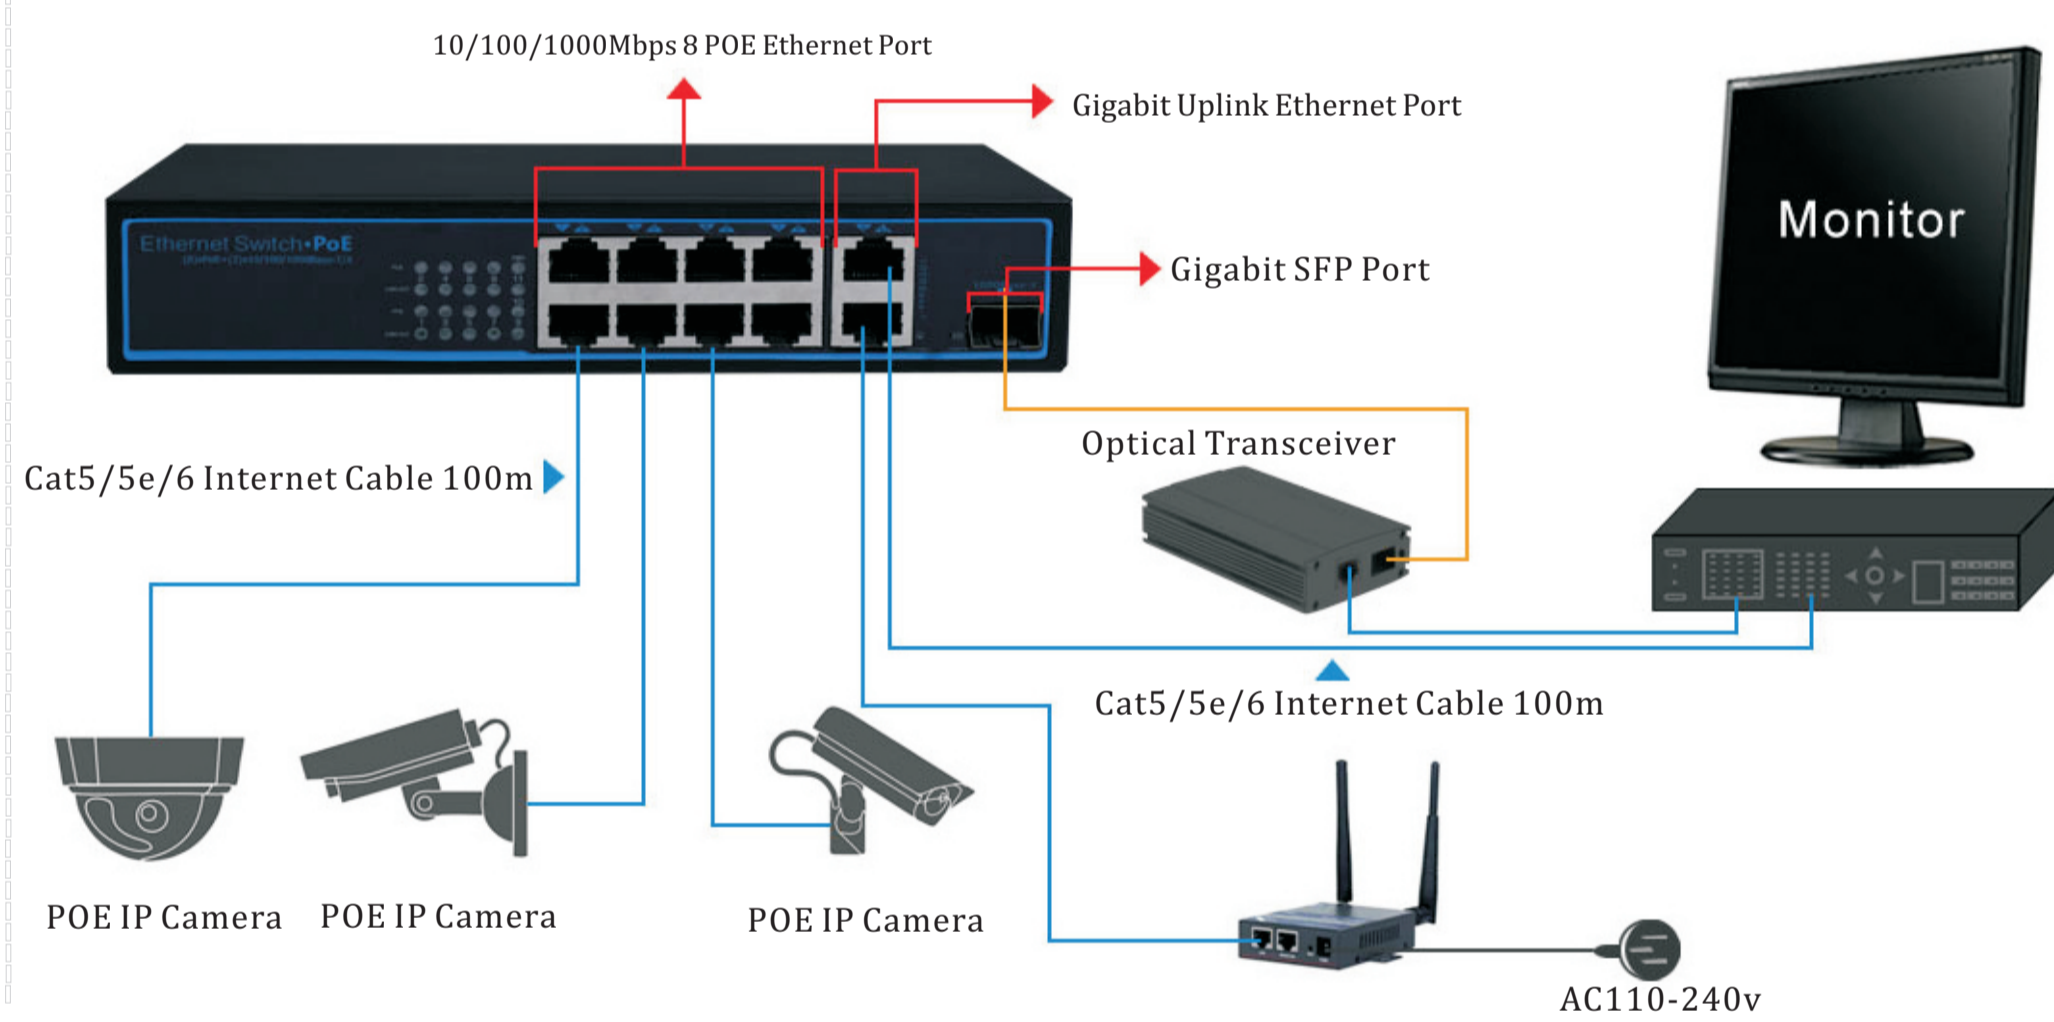 10/100/1000Mbps 8 POE Ethernet Port
Gigabit Uplink Ethernet Port
Monitor
Ethernet Switch•PoE
Gigabit SFP Port
Optical Transceiver
Cat5/5e/6 Internet Cable 100m
Cat5/5e/6 Internet Cable 100m
POE IP Camera
POE IP Camera
POE IP Camera
AC110-240v